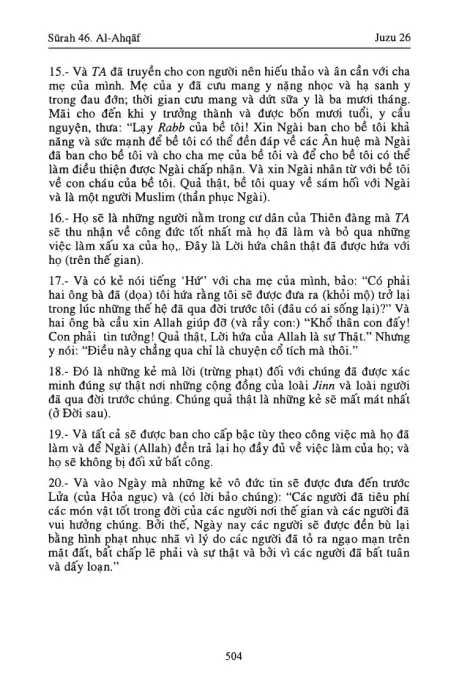 Sūrah 46. Al-Aḥqāf
Juzu 26
15.- Và TA đã truyền cho con người nên hiếu thảo và ân cần với cha
mẹ của mình. Mẹ của y đã cưu mang y nặng nhọc và hạ sanh y
trong đau đớn; thời gian cưu mang và dứt sữa y là ba mươi tháng.
Mãi cho đến khi y trưởng thành và được bốn mươi tuổi, y cầu
nguyện, thưa: “Lạy Rabb của bề tôi! Xin Ngài ban cho bề tôi khả
năng và sức mạnh để bề tôi có thể đền đáp về các Ân huệ mà Ngài
đã ban cho bề tôi và cho cha mẹ của bề tôi và để cho bề tôi có thể
làm điều thiện được Ngài chấp nhận. Và xin Ngài nhân từ với bề tôi
về con cháu của bề tôi. Quả thật, bề tôi quay về sám hối với Ngài
và là một người Muslim (thần phục Ngài).
16.- Họ sẽ là những người nằm trong cư dân của Thiên đàng mà TA
sẽ thu nhận về công đức tốt nhất mà họ đã làm và bỏ qua những
việc làm xấu xa của họ,. Đây là Lời hứa chân thật đã được hứa với
họ (trên thế gian).
17.- Và có kẻ nói tiếng ‘Hứ’ với cha mẹ của mình, bảo: “Có phải
hai ông bà đã (dọa) tôi hứa rằng tôi sẽ được đưa ra (khỏi mộ) trở lại
trong lúc những thế hệ đã qua đời trước tôi (đâu có ai sống lại)?” Và
hai ông bà cầu xin Allah giúp đỡ (và rầy con:) “Khổ thân con đấy!
Con phải tin tưởng! Quả thật, Lời hứa của Allah là sự Thật.” Nhưng
y nói: “Điều này chẳng qua chỉ là chuyện cổ tích mà thôi.”
18.- Đó là những kẻ mà lời (trừng phạt) đối với chúng đã được xác
minh đúng sự thật nơi những cộng đồng của loài Jinn và loài người
đã qua đời trước chúng. Chúng quả thật là những kẻ sẽ mất mát nhất
(ở Đời sau).
19.- Và tất cả sẽ được ban cho cấp bậc tùy theo công việc mà họ đã
làm và để Ngài (Allah) đền trả lại họ đầy đủ về việc làm của họ; và
họ sẽ không bị đối xử bất công.
20.- Và vào Ngày mà những kẻ vô đức tin sẽ được đưa đến trước
Lửa (của Hỏa ngục) và (có lời bảo chúng): “Các người đã tiêu phí
các món vật tốt trong đời của các người nơi thế gian và các người đã
vui hưởng chúng. Bởi thế, Ngày nay các người sẽ được đền bù lại
bằng hình phạt nhục nhã vì lý do các người đã tỏ ra ngạo mạn trên
mặt đất, bất chấp lẽ phải và sự thật và bởi vì các người đã bất tuân
và dấy loạn.”
504